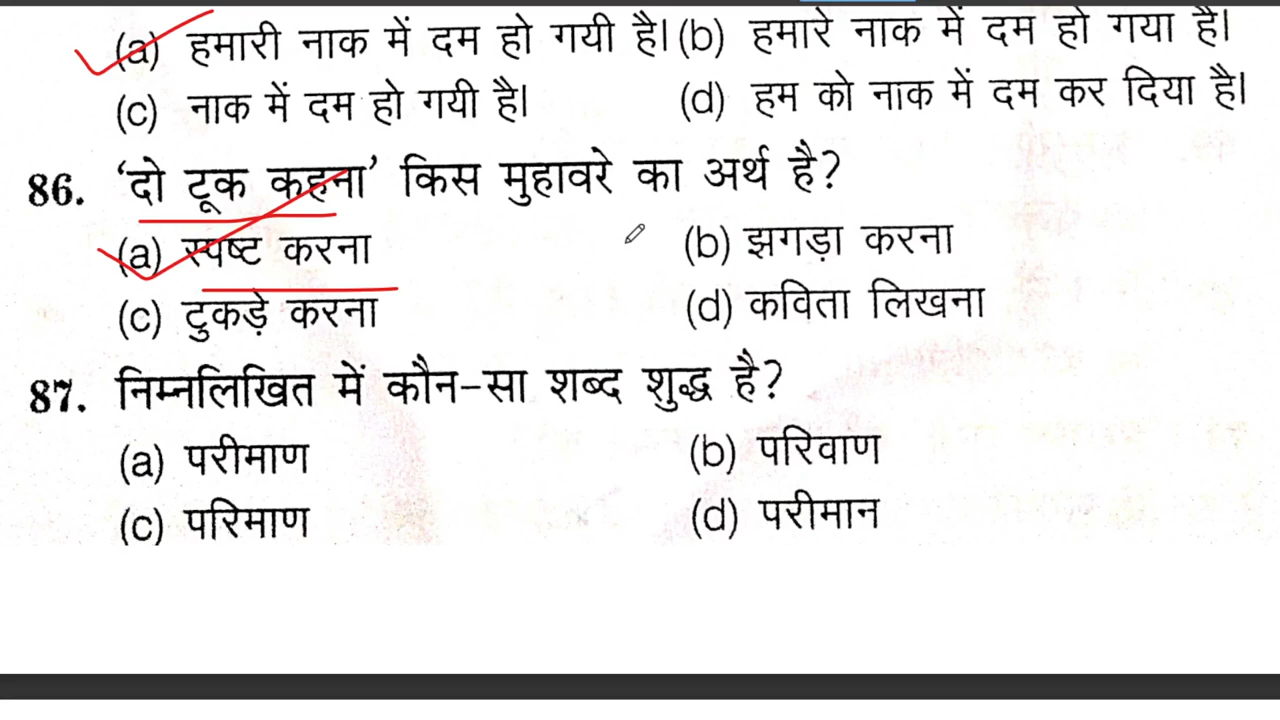 (a) हमारी नाक में दम हो गयी है। (b) हमारे नाक में दम हो गया है।
(c) नाक में दम हो गयी है। (d) हम को नाक में दम कर दिया है।
86. ‘दो टूक कहना’ किस मुहावरे का अर्थ है?
(a) स्पष्ट करना (b) झगड़ा करना
(c) टुकड़े करना (d) कविता लिखना
87. निम्नलिखित में कौन-सा शब्द शुद्ध है?
(a) परीमाण (b) परिवाण
(c) परिमाण (d) परीमान